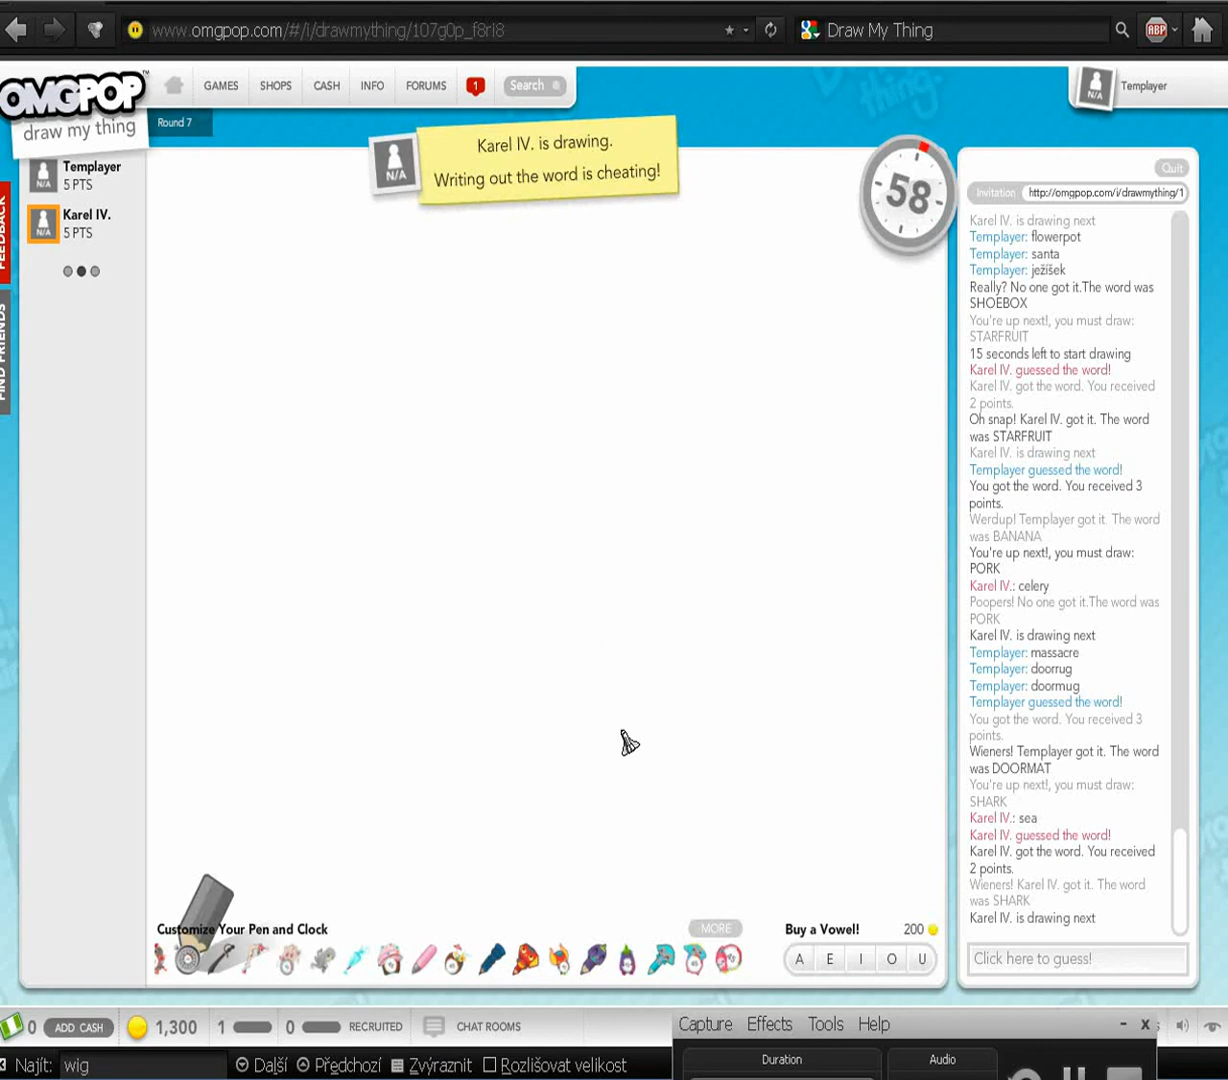 www.omgpop.com/#/i/drawmything/107g0p_f8rl8
Draw My Thing
ABP
OMGPOP
draw my thing
GAMES SHOPS CASH INFO FORUMS 1 Search
N/A Templayer
Round 7
Karel IV. is drawing.
Writing out the word is cheating!
N/A
58
N/A Templayer
5 PTS
N/A Karel IV.
5 PTS
FEEDBACK
FIND FRIENDS
Quit
Invitation http://omgpop.com/i/drawmything/1
Karel IV. is drawing next
Templayer: flowerpot
Templayer: santa
Templayer: ježíšek
Really? No one got it.The word was
SHOEBOX
You're up next!, you must draw:
STARFRUIT
15 seconds left to start drawing
Karel IV. guessed the word!
Karel IV. got the word. You received
2 points.
Oh snap! Karel IV. got it. The word
was STARFRUIT
Karel IV. is drawing next
Templayer guessed the word!
You got the word. You received 3
points.
Werdup! Templayer got it. The word
was BANANA
You're up next!, you must draw:
PORK
Karel IV.: celery
Poopers! No one got it.The word was
PORK
Karel IV. is drawing next
Templayer: massacre
Templayer: doorrug
Templayer: doormug
Templayer guessed the word!
You got the word. You received 3
points.
Wieners! Templayer got it. The word
was DOORMAT
You're up next!, you must draw:
SHARK
Karel IV.: sea
Karel IV. guessed the word!
Karel IV. got the word. You received
2 points.
Wieners! Karel IV. got it. The word
was SHARK
Karel IV. is drawing next
Click here to guess!
Customize Your Pen and Clock
MORE
Buy a Vowel! 200
A E I O U
0 ADD CASH 1,300 1 0 RECRUITED CHAT ROOMS
Capture Effects Tools Help
Duration Audio
Najít: wig Další Předchozí Zvýraznit Rozlišovat velikost